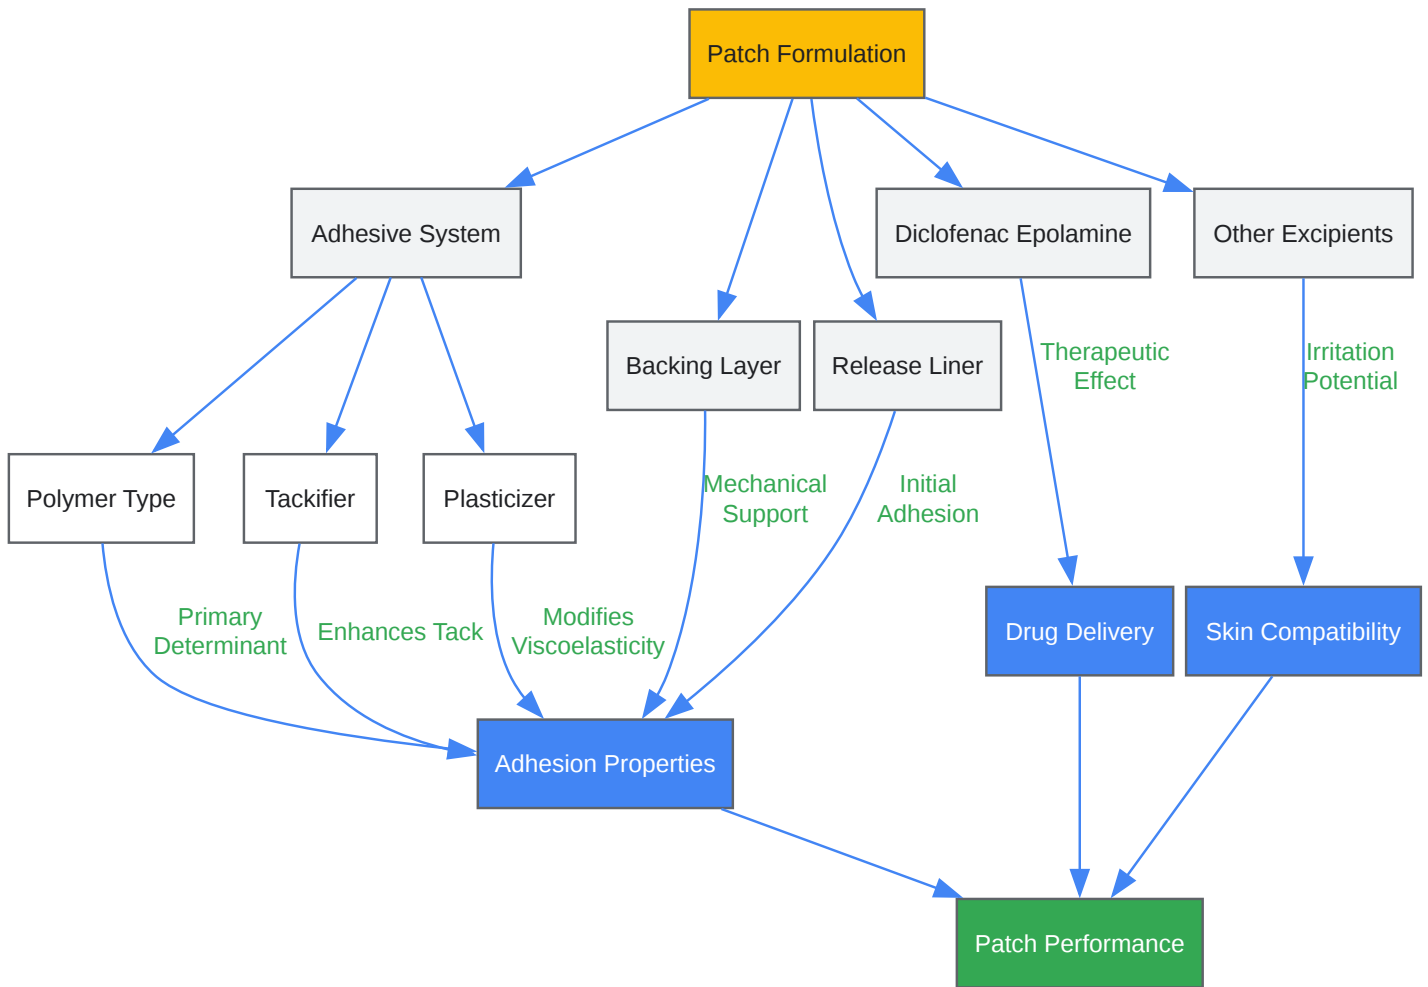 Patch Formulation
Adhesive System
Diclofenac Epolamine
Other Excipients
Backing Layer
Release Liner
Therapeutic
Effect
Irritation
Potential
Polymer Type
Tackifier
Plasticizer
Mechanical
Support
Initial
Adhesion
Primary
Determinant
Enhances Tack
Modifies
Viscoelasticity
Drug Delivery
Skin Compatibility
Adhesion Properties
Patch Performance